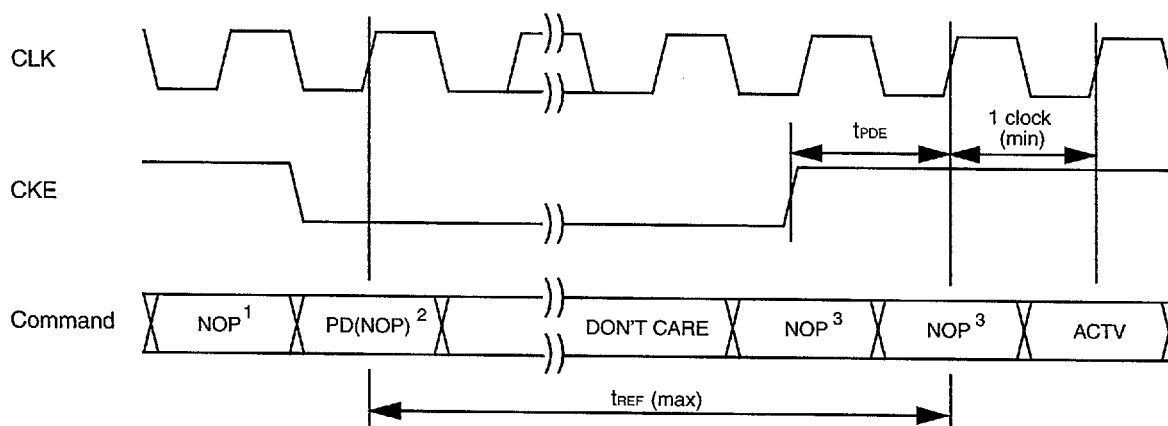 CLK
tPDE
1 clock
(min)
CKE
Command
NOP1
PD(NOP)2
DON'T CARE
NOP3
NOP3
ACTV
tREF (max)